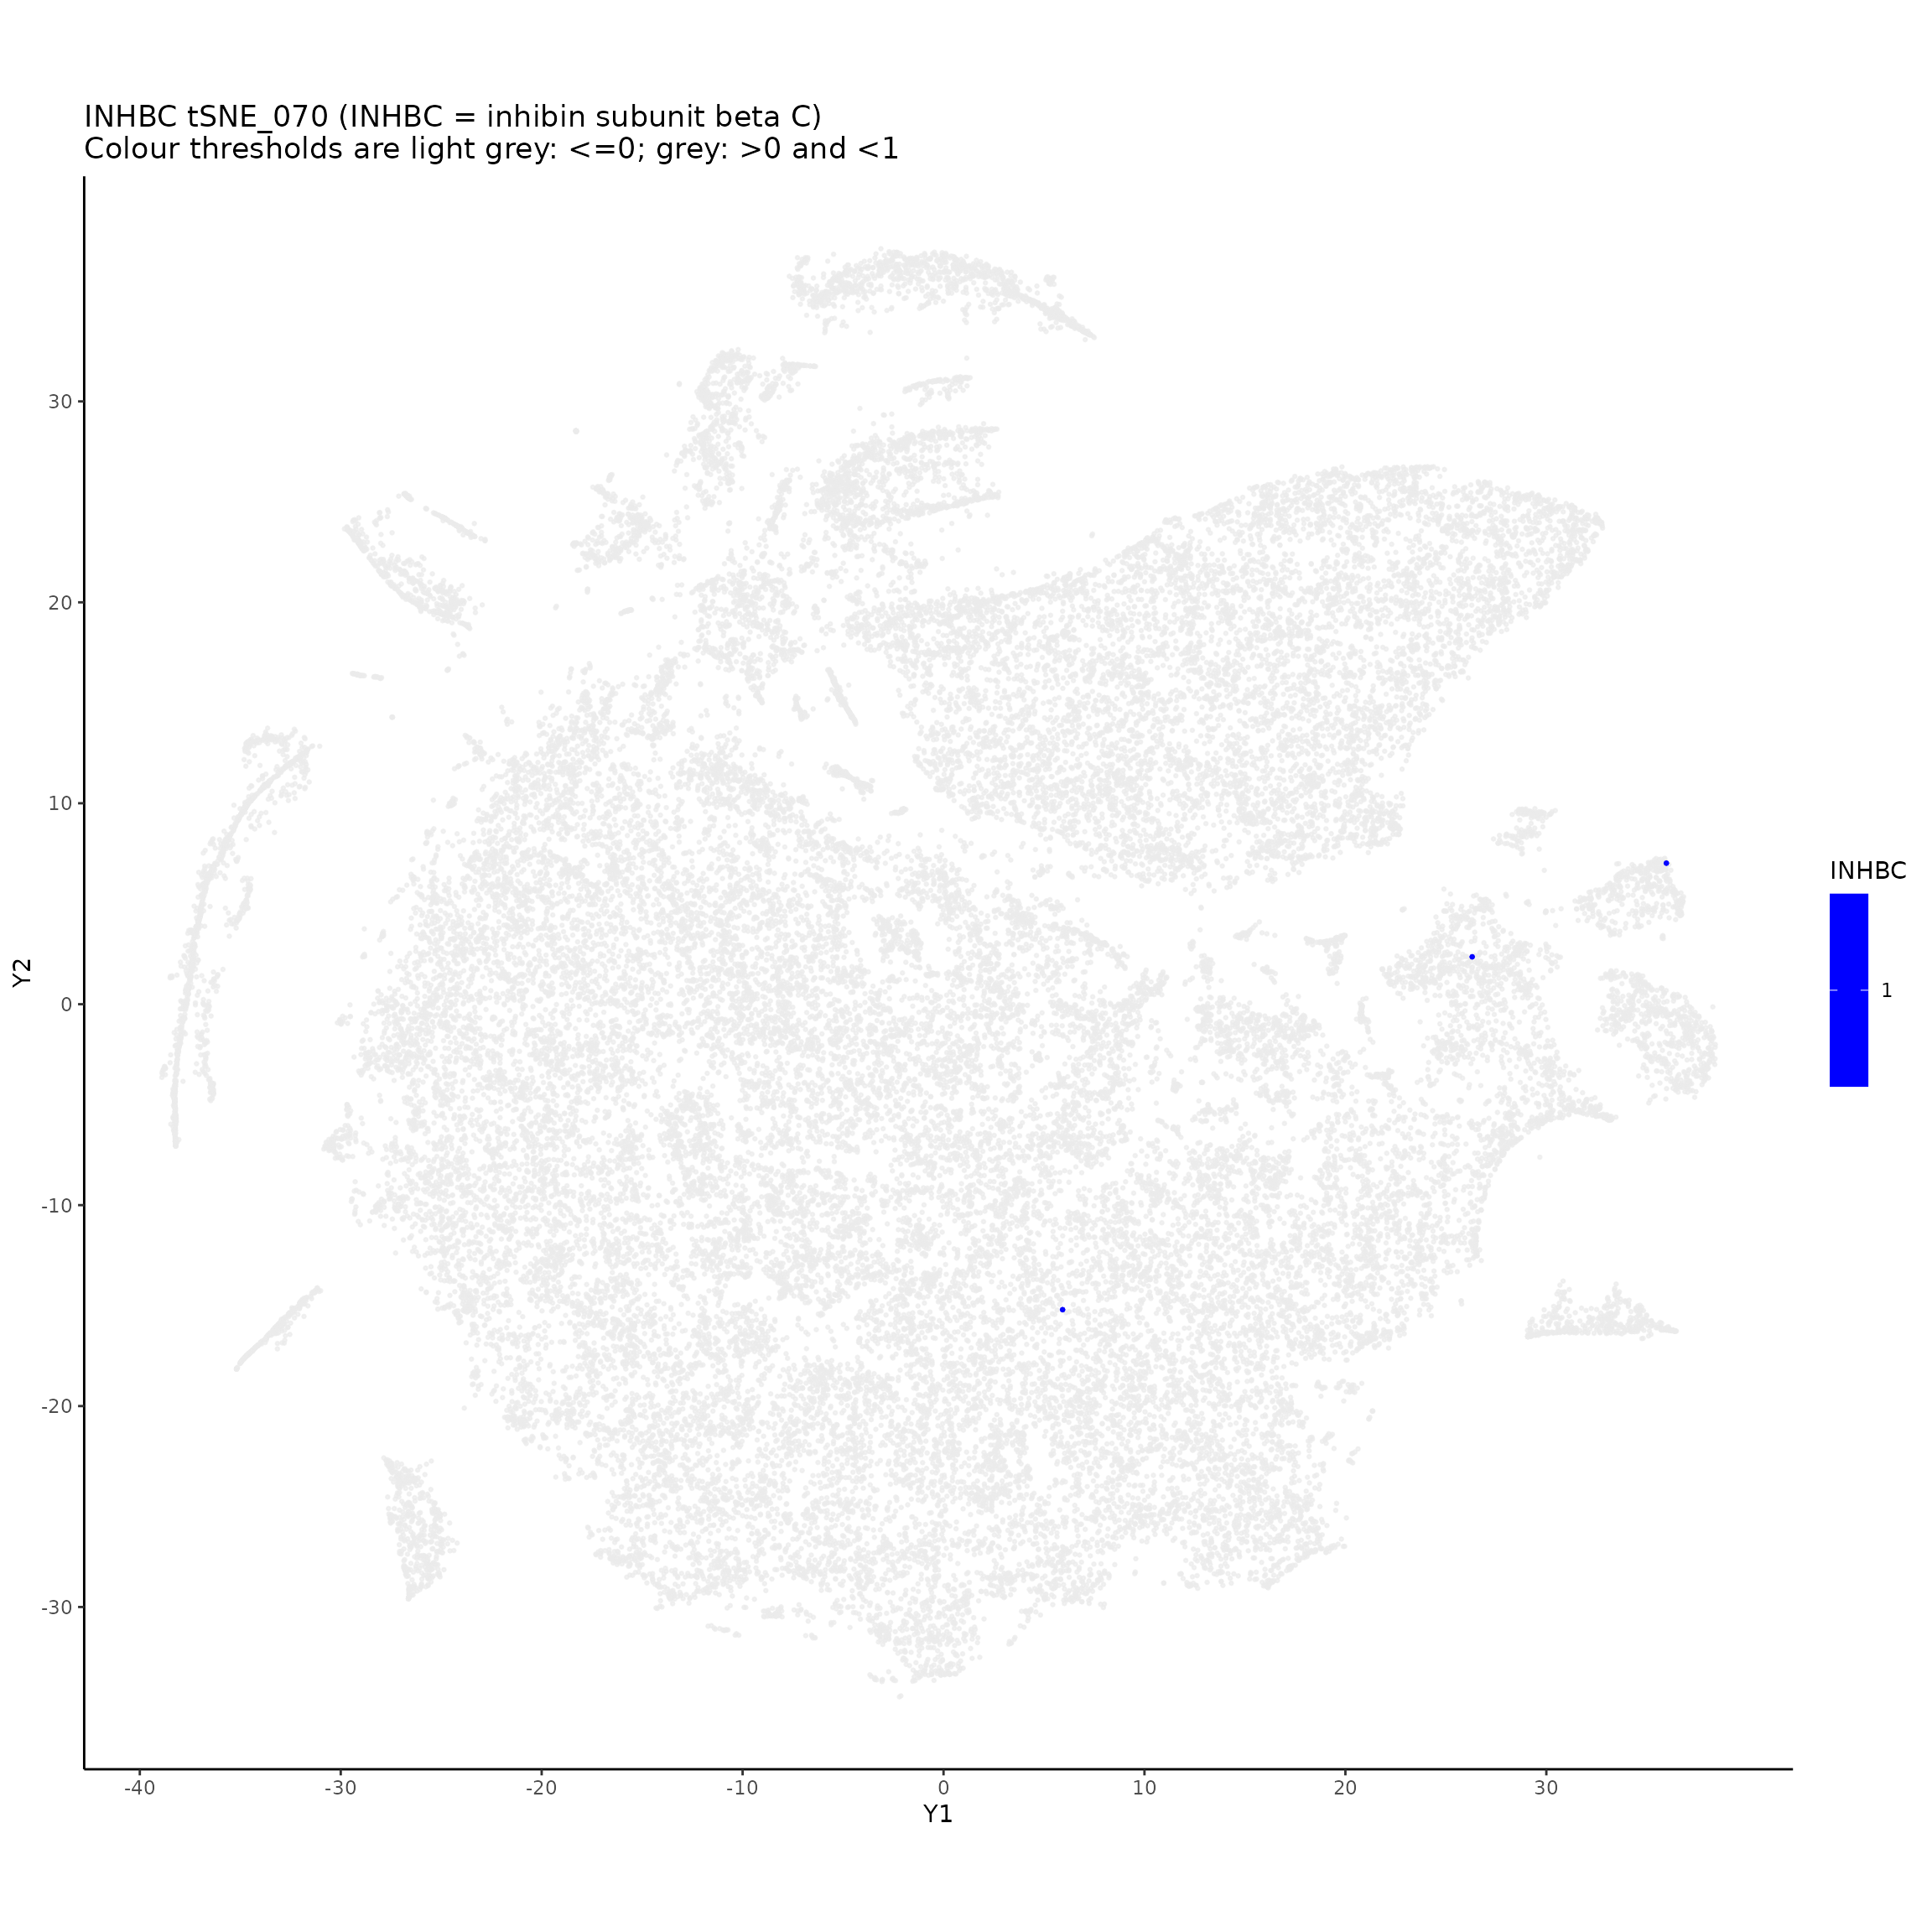 INHBC tSNE_070 (INHBC = inhibin subunit beta C)
Colour thresholds are light grey: <=0; grey: >0 and <1
30
20
10
0
-10
-20
-30
Y2
-40 -30 -20 -10 0 10 20 30
Y1
INHBC
1